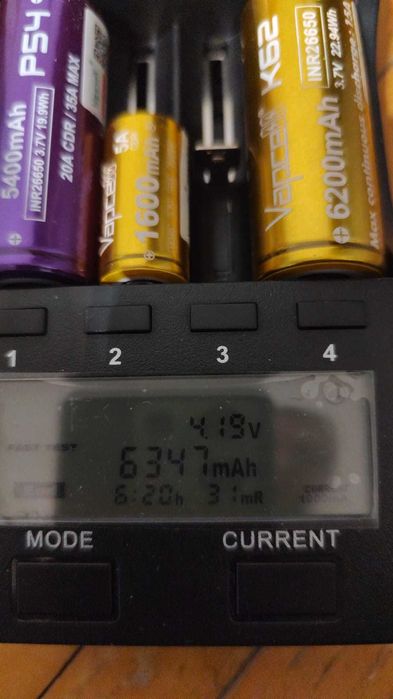 P54
5400mAh
INR26650 3.7V 19.9Wh
20A CDR / 35A MAX
Vapcell
5A
1600mAh
Vapcell K62
INR26650
3.7V 22.94Wh
6200mAh
Max continuous discharge:
1
2
3
4
4.19V
FAST TEST
6347mAh
6:20h 31mR
CURRENT
1000mA
MODE
CURRENT